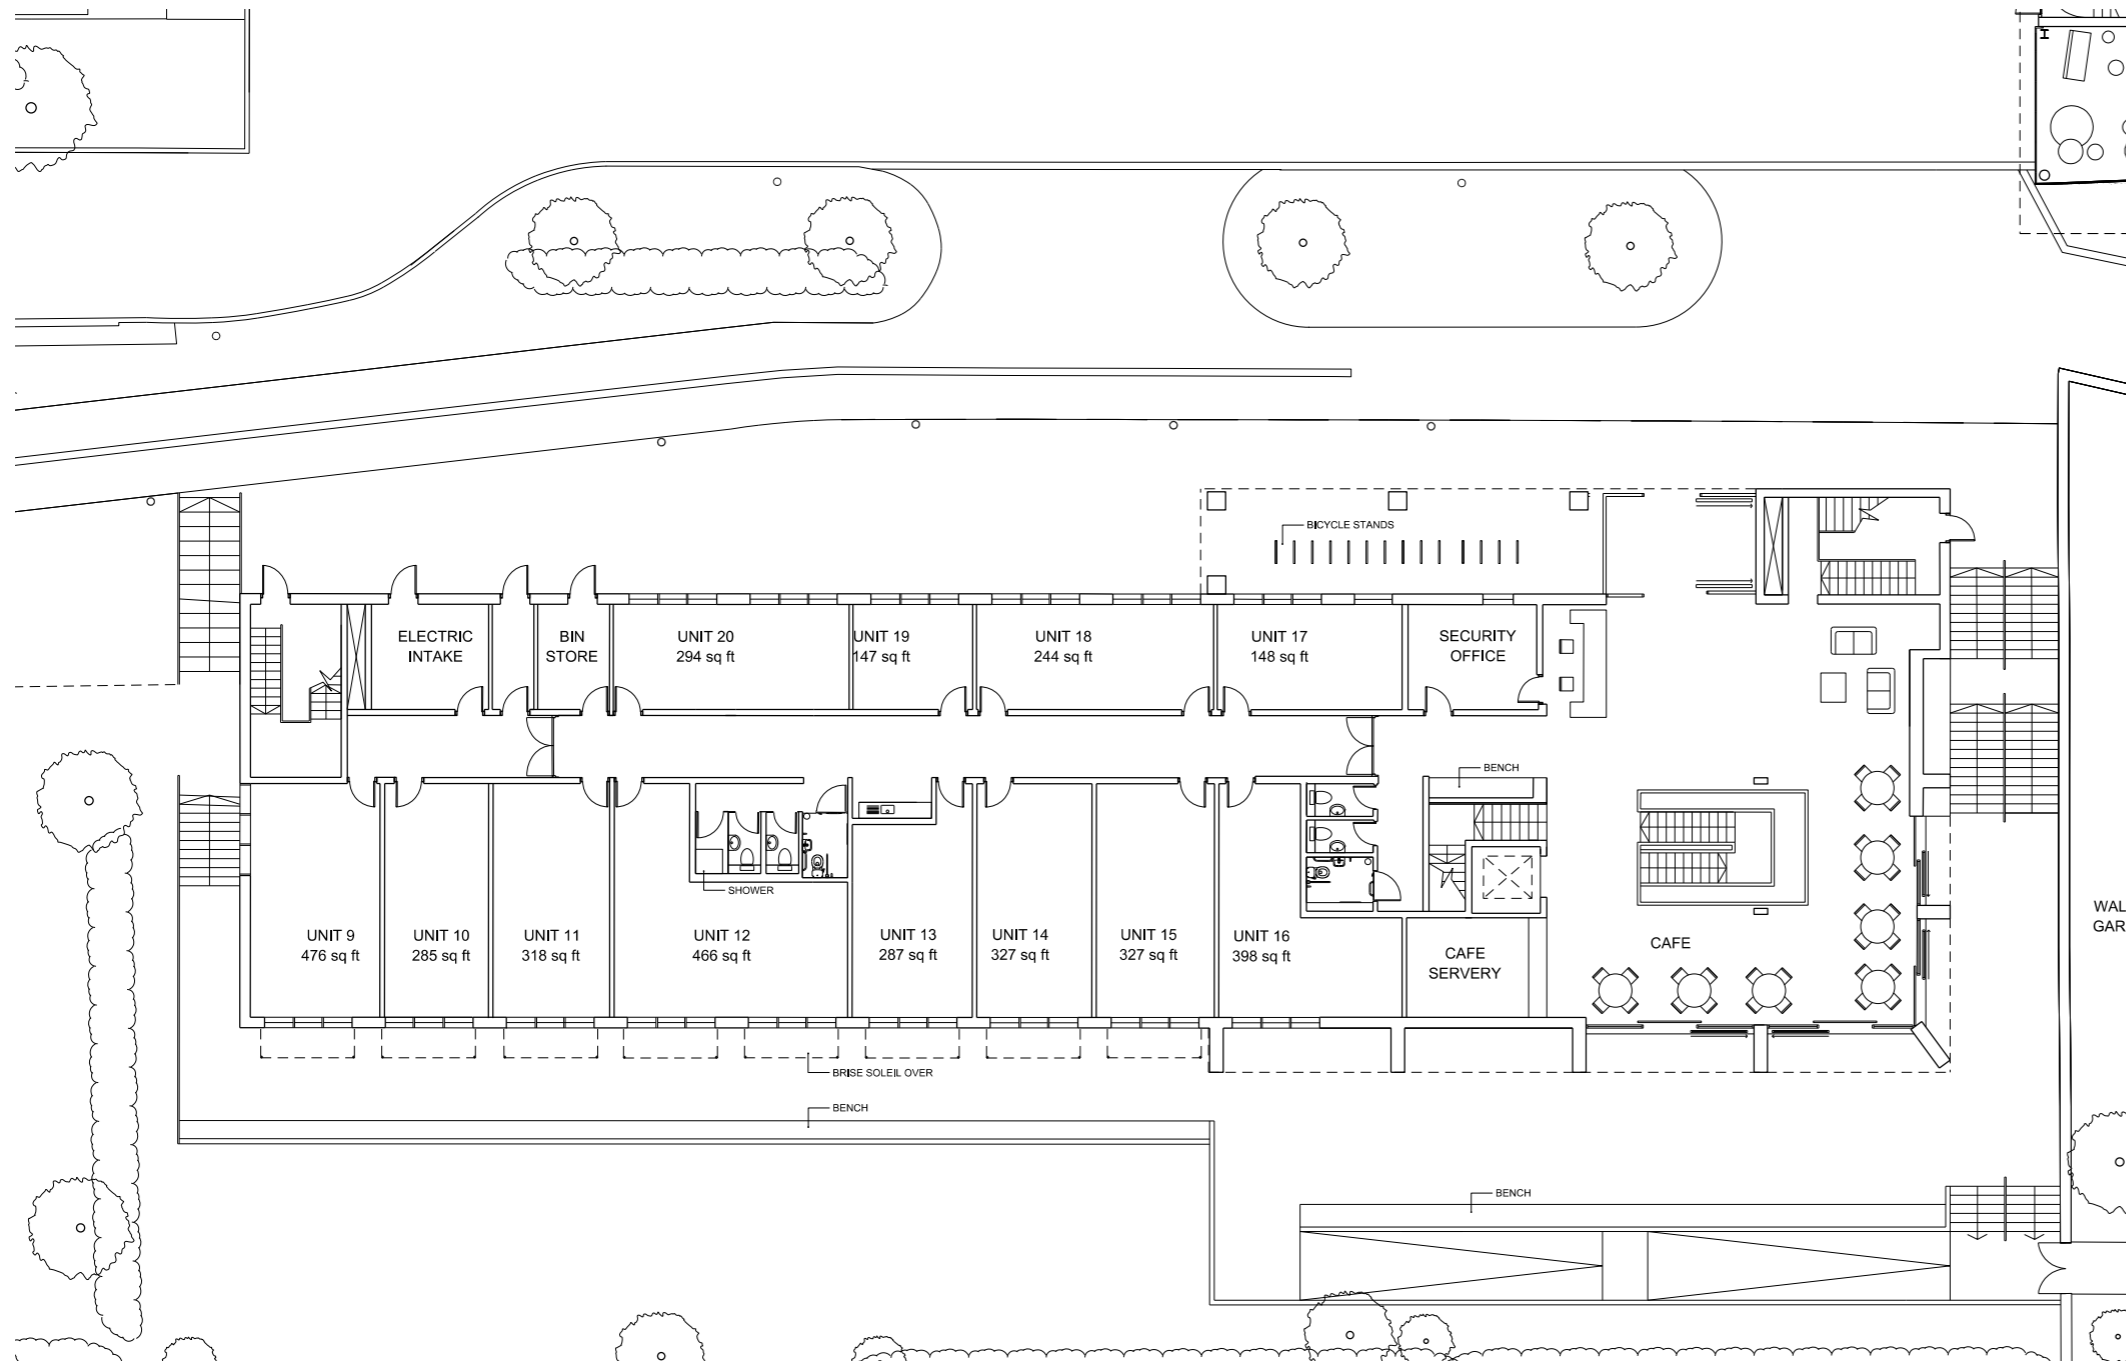 BICYCLE STANDS
ELECTRIC
INTAKE
BIN
STORE
UNIT 20
294 sq ft
UNIT 19
147 sq ft
UNIT 18
244 sq ft
UNIT 17
148 sq ft
SECURITY
OFFICE
BENCH
SHOWER
UNIT 9
476 sq ft
UNIT 10
285 sq ft
UNIT 11
318 sq ft
UNIT 12
466 sq ft
UNIT 13
287 sq ft
UNIT 14
327 sq ft
UNIT 15
327 sq ft
UNIT 16
398 sq ft
CAFE
SERVERY
CAFE
WAL
GAR
BRISE SOLEIL OVER
BENCH
BENCH